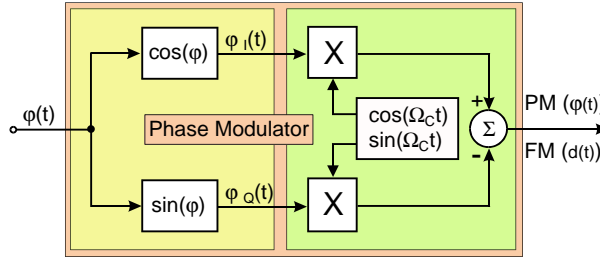 cos(φ)
φ I(t)
X
φ(t)
cos(ΩCt)
sin(ΩCt)
+
Σ
-
PM (φ(t))
FM (d(t))
Phase Modulator
sin(φ)
φ Q(t)
X